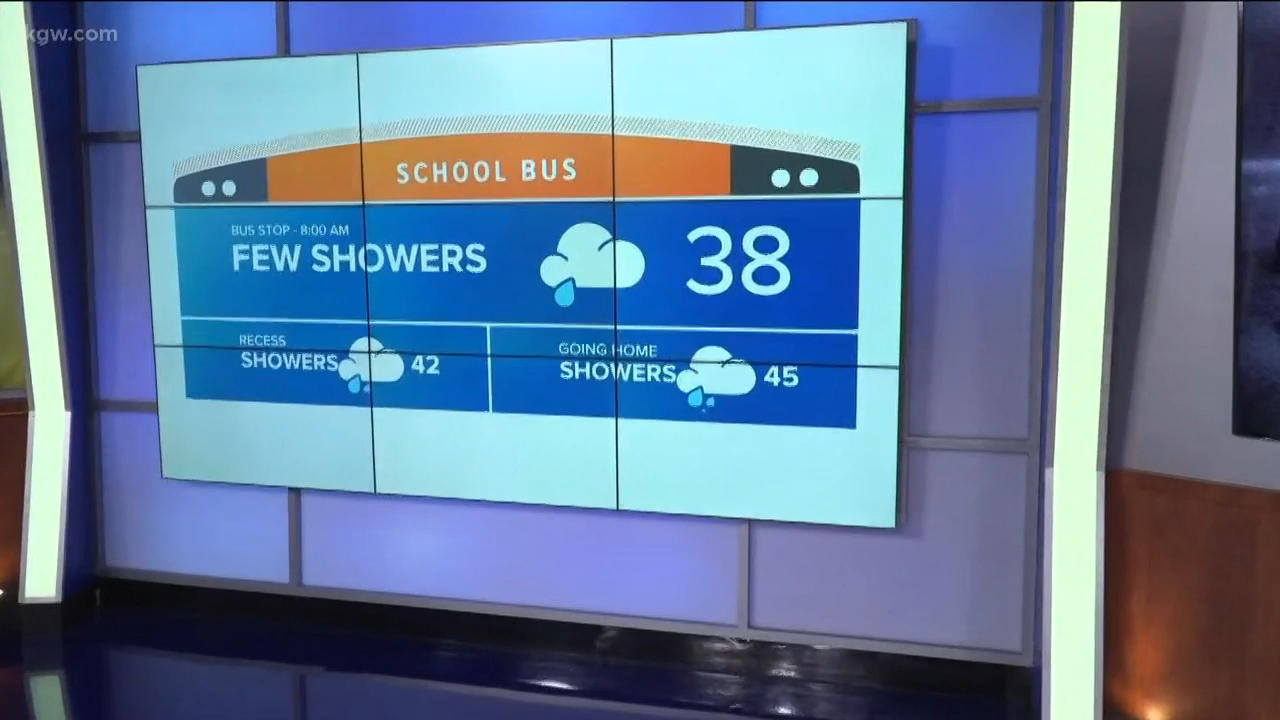 kgw.com
SCHOOL BUS
BUS STOP - 8:00 AM
FEW SHOWERS
38
RECESS
SHOWERS 42
GOING HOME
SHOWERS 45